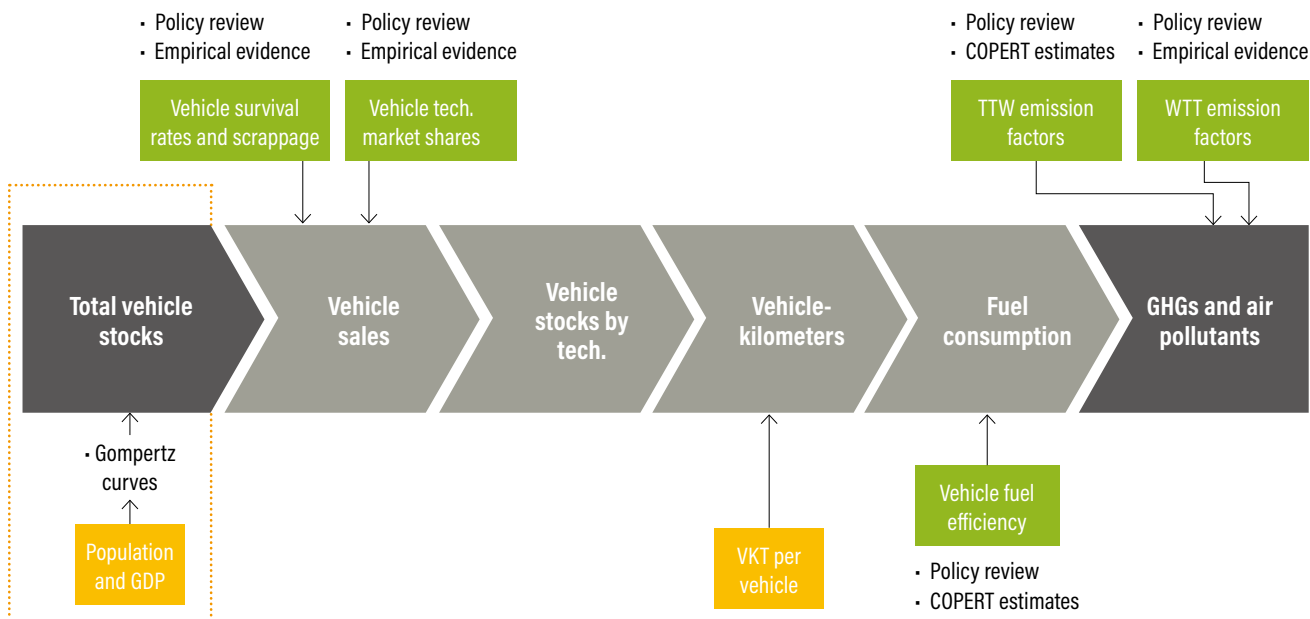 ▪ Policy review
▪ Empirical evidence
Vehicle survival
rates and scrappage
▪ Policy review
▪ Empirical evidence
Vehicle tech.
market shares
▪ Policy review
▪ COPERT estimates
TTW emission
factors
▪ Policy review
▪ Empirical evidence
WTT emission
factors
Total vehicle
stocks
Vehicle
sales
Vehicle
stocks by
tech.
Vehicle-
kilometers
Fuel
consumption
GHGs and air
pollutants
▪ Gompertz
curves
Population
and GDP
VKT per
vehicle
Vehicle fuel
efficiency
▪ Policy review
▪ COPERT estimates